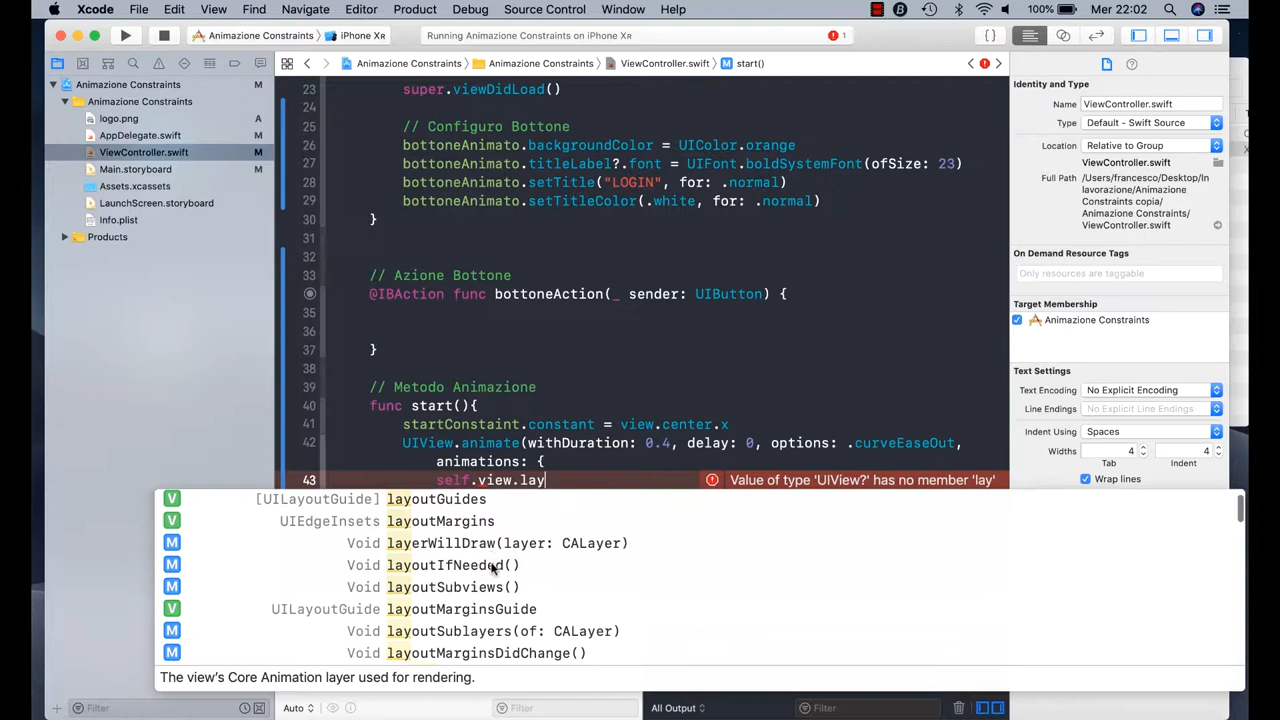 Xcode File Edit View Find Navigate Editor Product Debug Source Control Window Help 100% Mer 22:02
Animazione Constraints iPhone XR Running Animazione Constraints on iPhone XR 1
Animazione Constraints Animazione Constraints ViewController.swift M start()
Animazione Constraints M
Animazione Constraints
logo.png A
AppDelegate.swift M
ViewController.swift M
Main.storyboard M
Assets.xcassets
LaunchScreen.storyboard
Info.plist
Products
23 super.viewDidLoad()
24
25 // Configuro Bottone
26 bottoneAnimato.backgroundColor = UIColor.orange
27 bottoneAnimato.titleLabel?.font = UIFont.boldSystemFont(ofSize: 23)
28 bottoneAnimato.setTitle("LOGIN", for: .normal)
29 bottoneAnimato.setTitleColor(.white, for: .normal)
30 }
31
32
33 // Azione Bottone
@IBAction func bottoneAction(_ sender: UIButton) {
35
36
37 }
38
39 // Metodo Animazione
40 func start(){
41 startConstaint.constant = view.center.x
42 UIView.animate(withDuration: 0.4, delay: 0, options: .curveEaseOut,
animations: {
43 self.view.lay Value of type 'UIView?' has no member 'lay'
V [UILayoutGuide] layoutGuides
V UIEdgeInsets layoutMargins
M Void layerWillDraw(layer: CALayer)
M Void layoutIfNeeded()
M Void layoutSubviews()
V UILayoutGuide layoutMarginsGuide
M Void layoutSublayers(of: CALayer)
M Void layoutMarginsDidChange()
The view's Core Animation layer used for rendering.
Identity and Type
Name ViewController.swift
Type Default - Swift Source
Location Relative to Group
ViewController.swift
Full Path /Users/francesco/Desktop/In
lavorazione/Animazione
Constraints copia/
Animazione Constraints/
ViewController.swift
On Demand Resource Tags
Only resources are taggable
Target Membership
Animazione Constraints
Text Settings
Text Encoding No Explicit Encoding
Line Endings No Explicit Line Endings
Indent Using Spaces
Widths 4 4
Tab Indent
Wrap lines
Filter Auto Filter All Output Filter